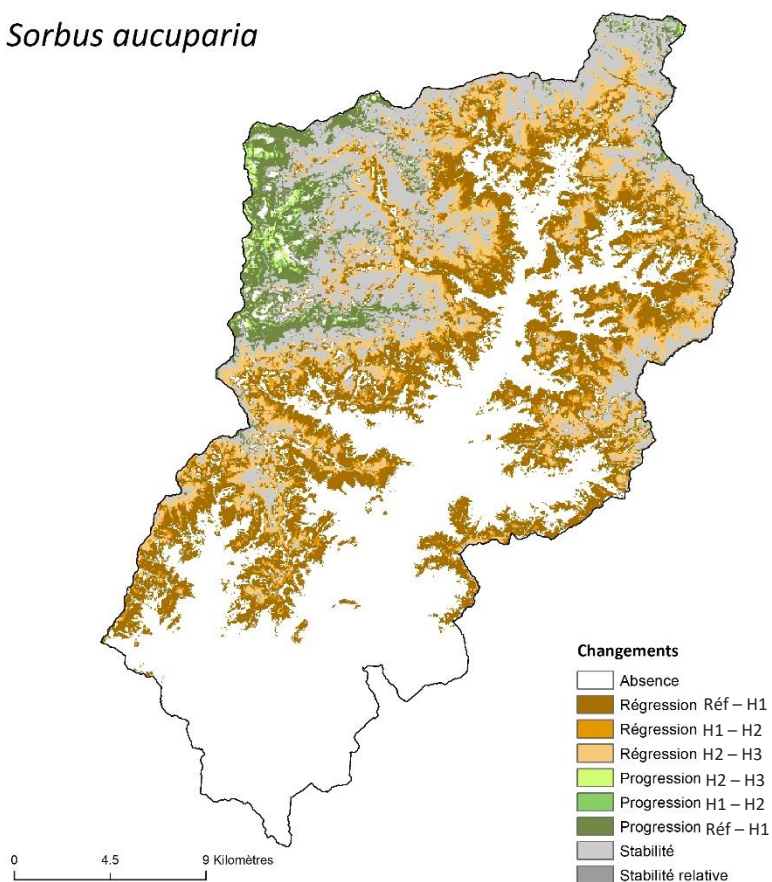 Sorbus aucuparia
Changements
Absence
Régression Réf – H1
Régression H1 – H2
Régression H2 – H3
Progression H2 – H3
Progression H1 – H2
Progression Réf – H1
Stabilité
Stabilité relative
0 4.5 9 Kilomètres